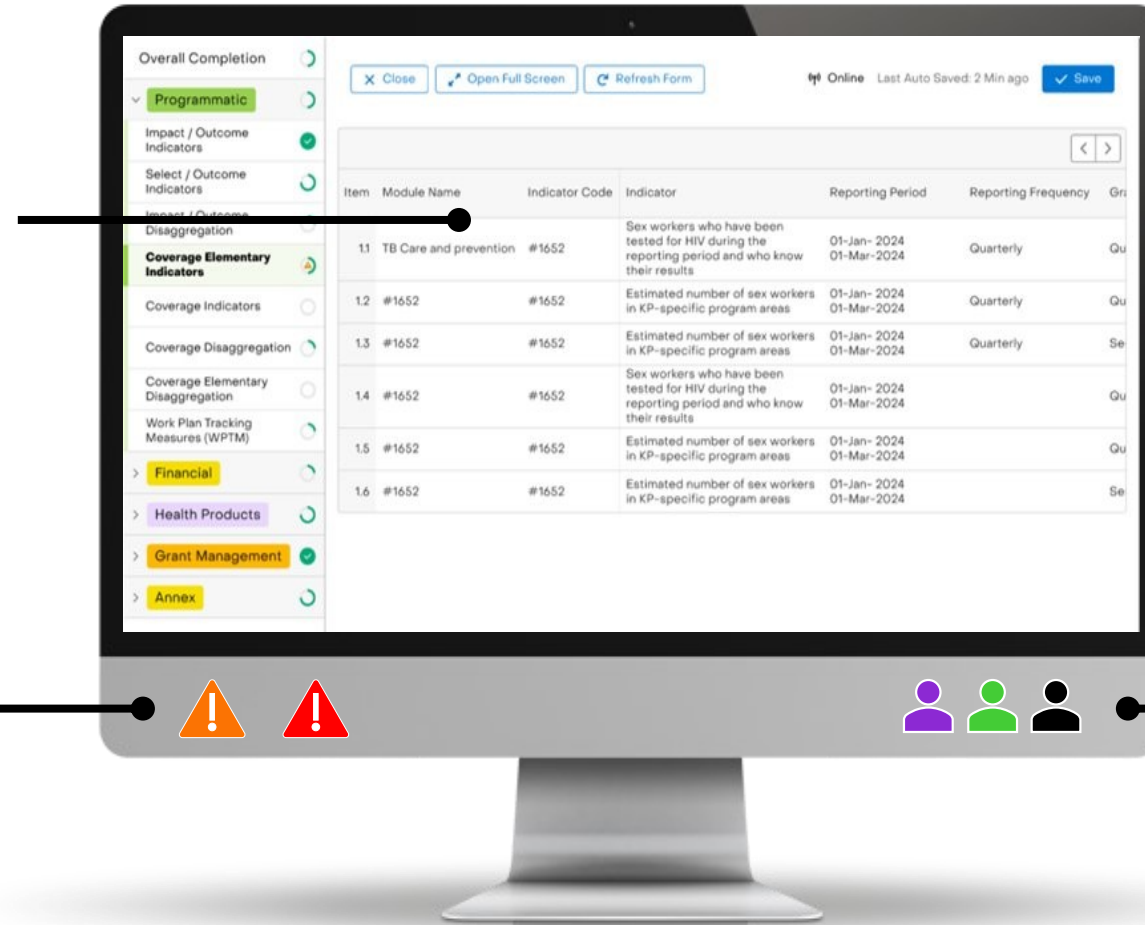 Overall Completion
Programmatic
Impact / Outcome
Indicators
Select / Outcome
Indicators
Impact / Outcome
Disaggregation
Coverage Elementary
Indicators
Coverage Indicators
Coverage Disaggregation
Coverage Elementary
Disaggregation
Work Plan Tracking
Measures (WPTM)
Financial
Health Products
Grant Management
Annex
Close Open Full Screen Refresh Form Online Last Auto Saved: 2 Min ago Save
Item Module Name Indicator Code Indicator Reporting Period Reporting Frequency Gra
Sex workers who have been
tested for HIV during the
reporting period and who know
their results
1.1 TB Care and prevention #1652 01-Jan- 2024
01-Mar-2024 Quarterly Qu
1.2 #1652 #1652 Estimated number of sex workers
in KP-specific program areas 01-Jan- 2024
01-Mar-2024 Quarterly Qu
1.3 #1652 #1652 Estimated number of sex workers
in KP-specific program areas 01-Jan- 2024
01-Mar-2024 Quarterly Se
1.4 #1652 #1652 Sex workers who have been
tested for HIV during the
reporting period and who know
their results 01-Jan- 2024
01-Mar-2024 Qu
1.5 #1652 #1652 Estimated number of sex workers
in KP-specific program areas 01-Jan- 2024
01-Mar-2024 Qu
1.6 #1652 #1652 Estimated number of sex workers
in KP-specific program areas 01-Jan- 2024
01-Mar-2024 Se